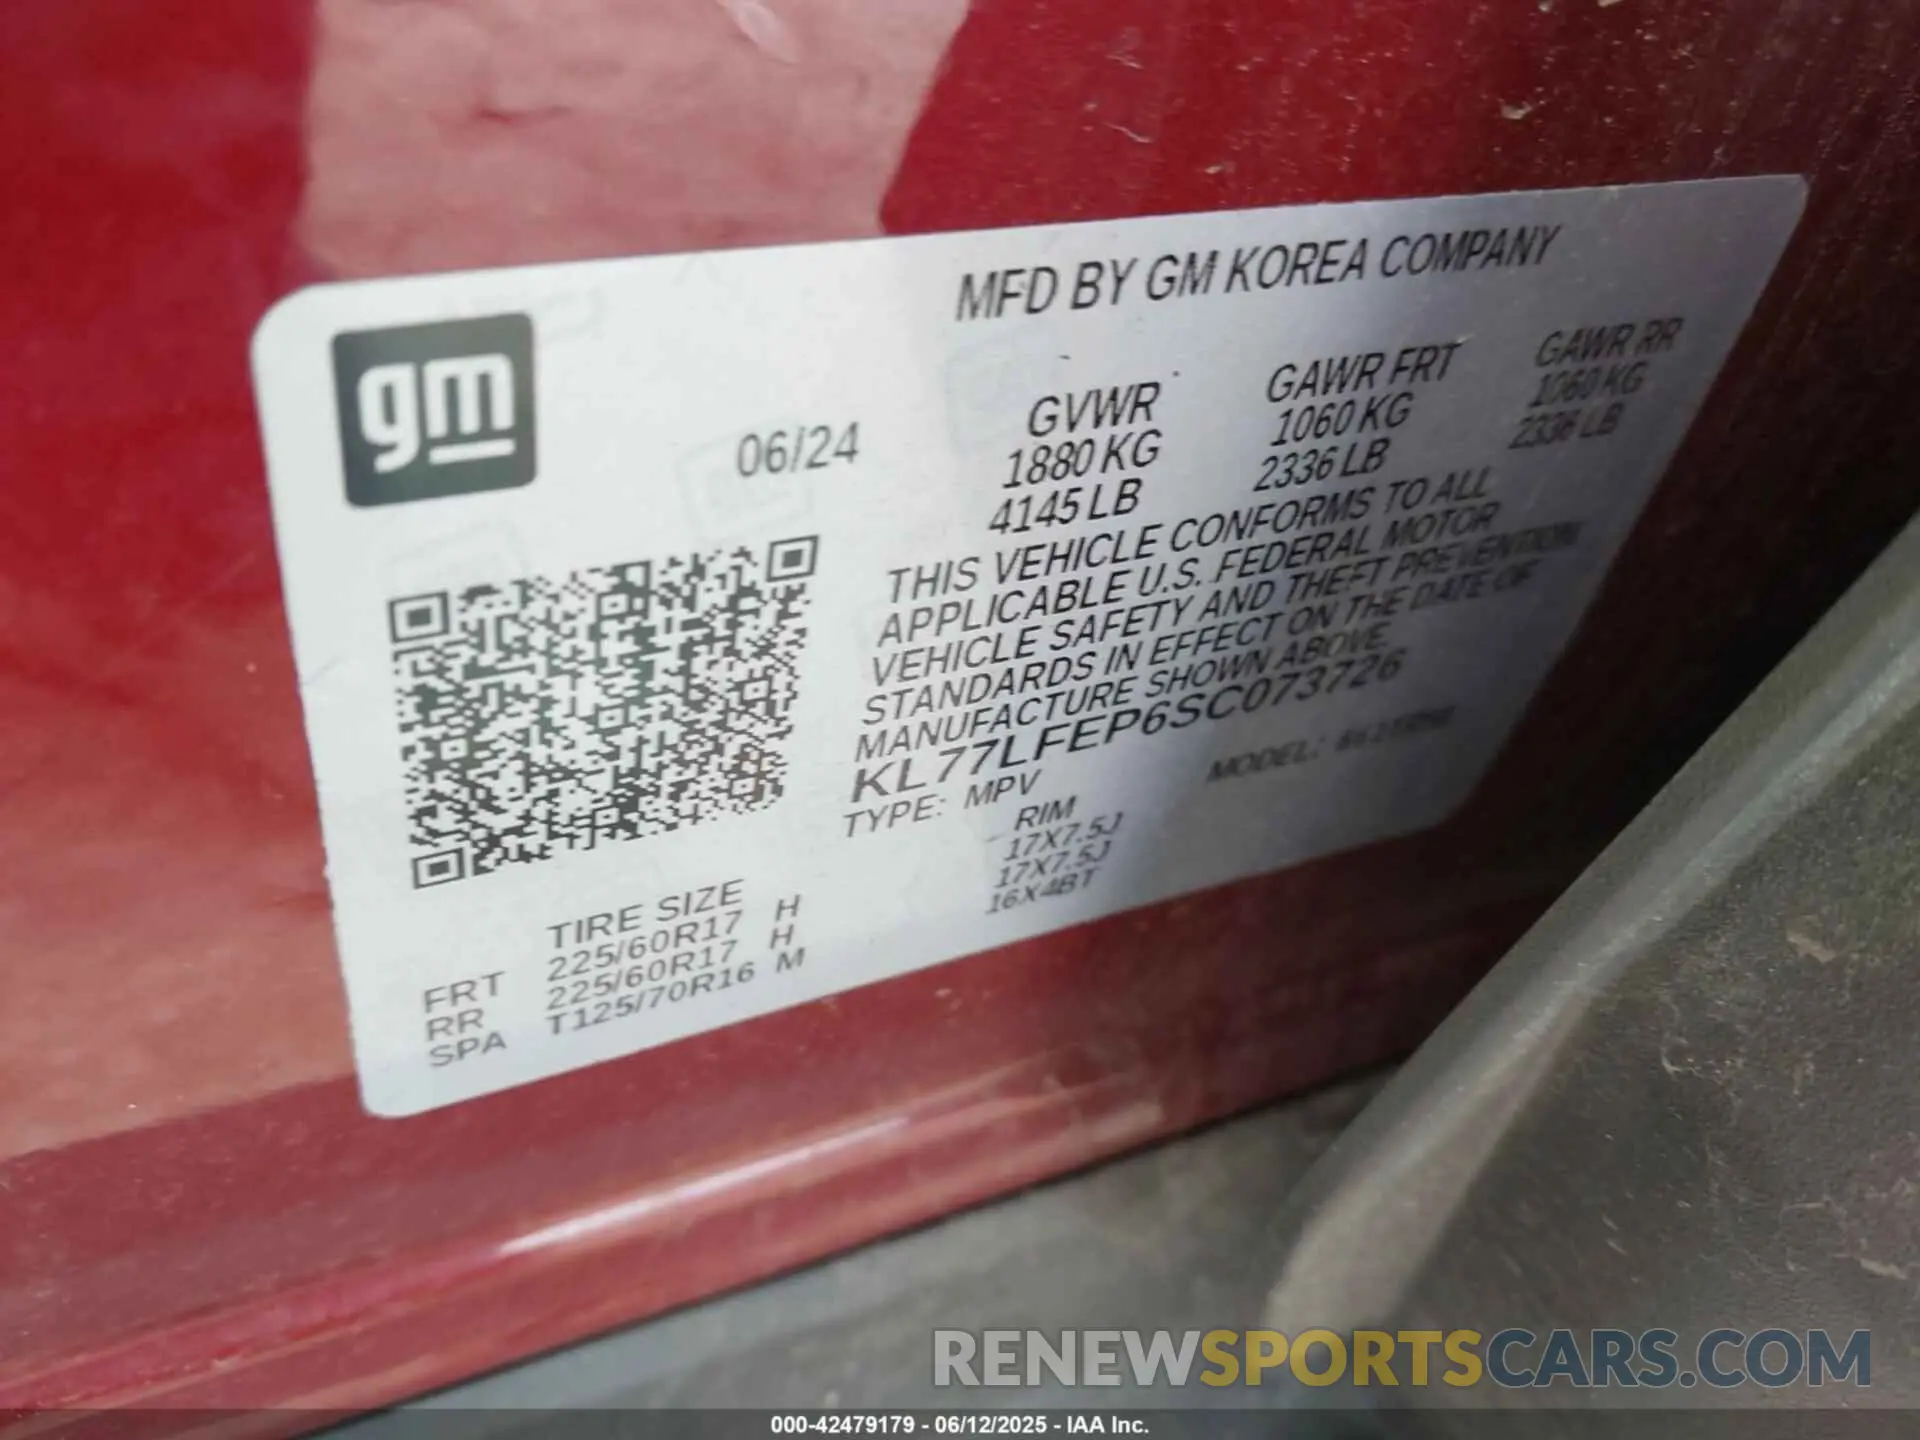 MFD BY GM KOREA COMPANY
gm
06/24
GVWR GAWR FRT GAWR RR
1880 KG 1060 KG 1060 KG
4145 LB 2336 LB 2336 LB
THIS VEHICLE CONFORMS TO ALL
APPLICABLE U.S. FEDERAL MOTOR
VEHICLE SAFETY AND THEFT PREVENTION
STANDARDS IN EFFECT ON THE DATE OF
MANUFACTURE SHOWN ABOVE.
KL77LFEP6SC073726
TYPE: MPV MODEL:
TIRE SIZE RIM
FRT 225/60R17 H 17X7.5J
RR 225/60R17 H 17X7.5J
SPA T125/70R16 M 16X4BT
RENEWSPORTSCARS.COM
000-42479179 - 06/12/2025 - IAA Inc.